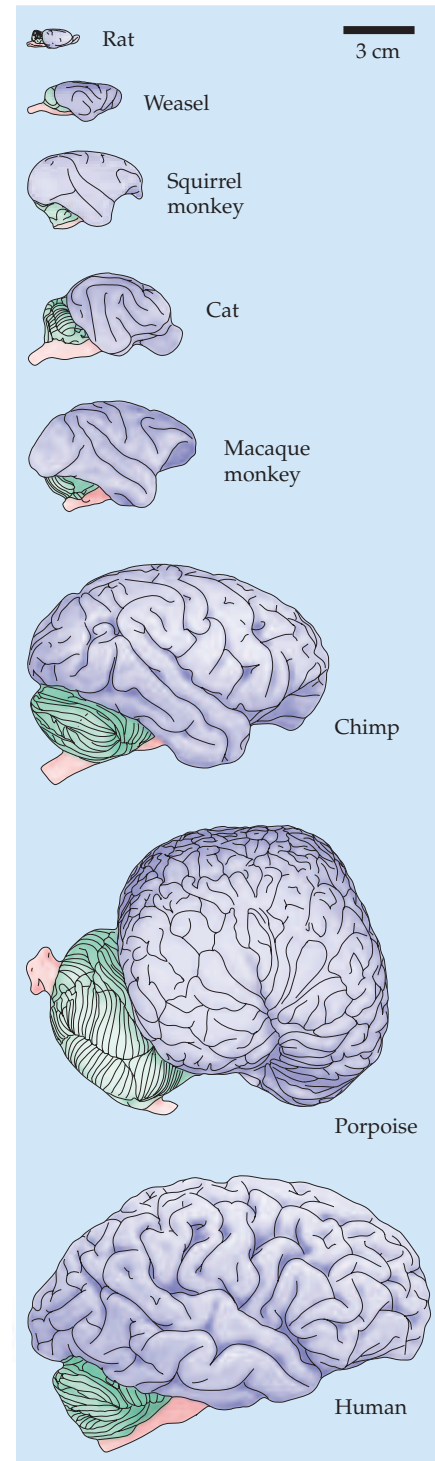 Rat
3 cm
Weasel
Squirrel
monkey
Cat
Macaque
monkey
Chimp
Porpoise
Human